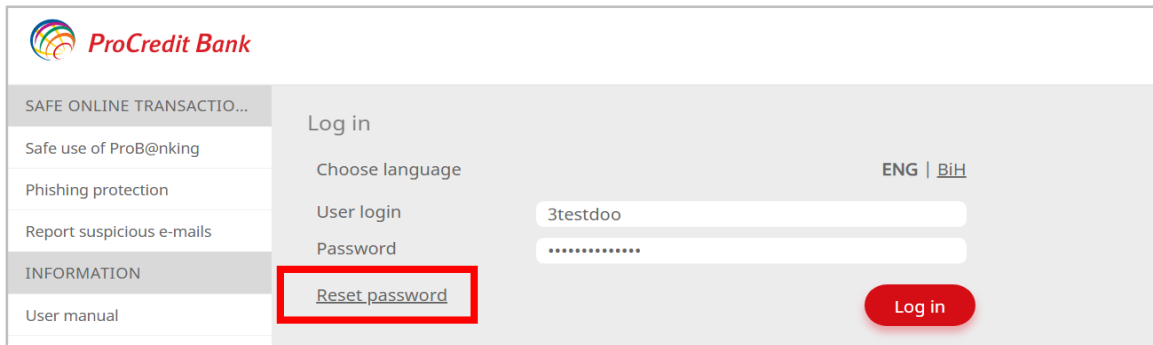 ProCredit Bank
SAFE ONLINE TRANSACTIO...
Safe use of ProB@nking
Phishing protection
Report suspicious e-mails
INFORMATION
User manual
Log in
Choose language ENG | BiH
User login 3testdoo
Password ••••••••••••••
Reset password
Log in